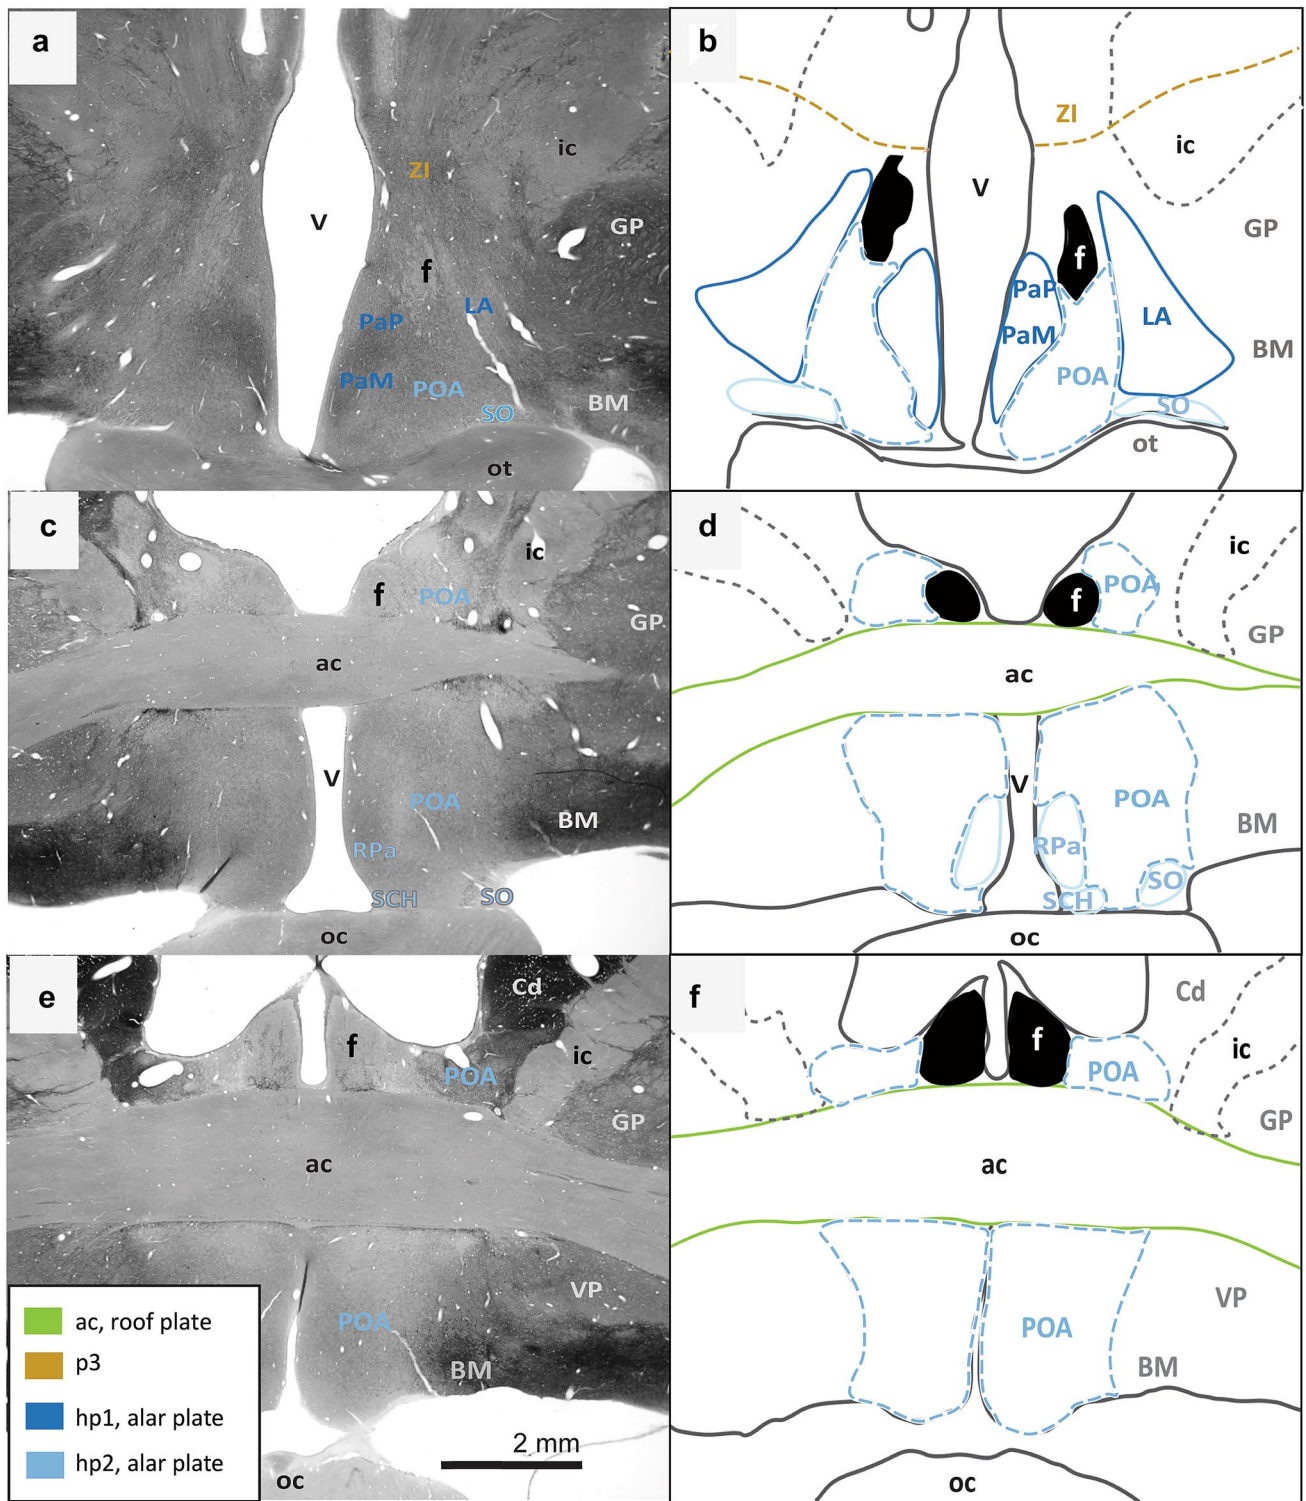 a
ic
ZI
GP
V
f
LA
PaP
PaM
POA
BM
SO
ot
b
ZI
ic
V
GP
f
PaP
LA
PaM
BM
POA
SO
ot
c
ic
f
POA
GP
ac
V
POA
BM
RPa
SCH
SO
oc
d
ic
POA
f
GP
ac
V
POA
BM
RPa
SO
SCH
oc
e
Cd
f
ic
POA
GP
ac
VP
POA
BM
ac, roof plate
p3
hp1, alar plate
hp2, alar plate
2 mm
oc
f
Cd
f
ic
POA
GP
ac
VP
POA
BM
oc